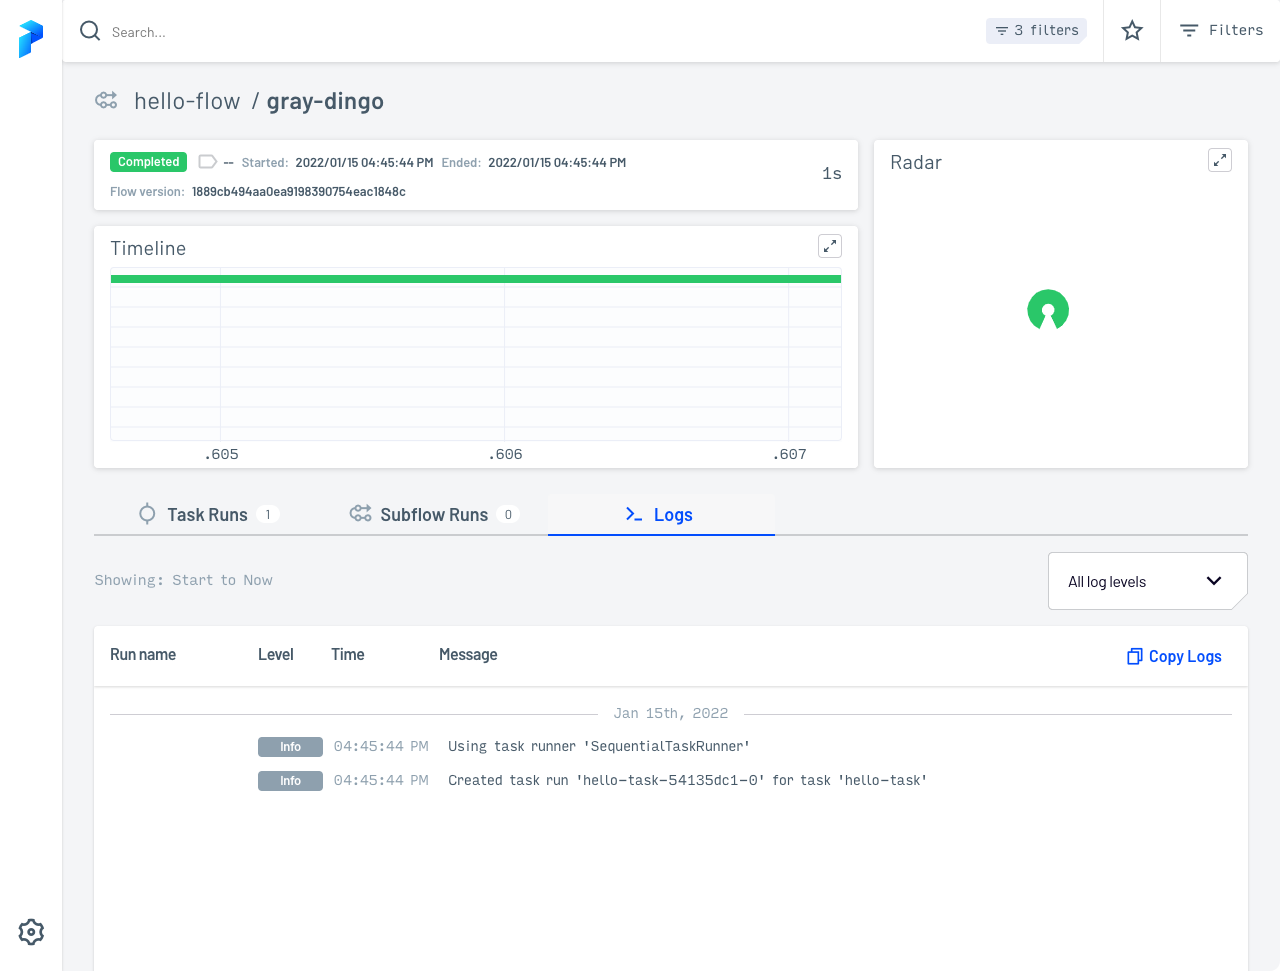 Search...
3 filters
Filters
hello-flow / gray-dingo
Completed -- Started: 2022/01/15 04:45:44 PM Ended: 2022/01/15 04:45:44 PM
Flow version: 1889cb494aa0ea9198390754eac1848c
1s
Radar
Timeline
.605 .606 .607
Task Runs 1 Subflow Runs 0 Logs
Showing: Start to Now
All log levels
Run name Level Time Message Copy Logs
Jan 15th, 2022
Info 04:45:44 PM Using task runner 'SequentialTaskRunner'
Info 04:45:44 PM Created task run 'hello-task-54135dc1-0' for task 'hello-task'